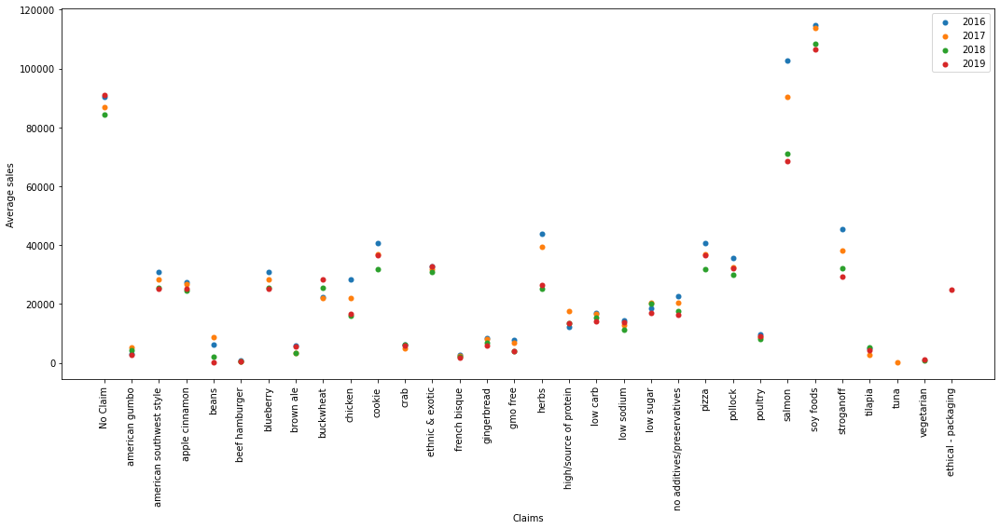 120000
100000
80000
60000
40000
20000
0
Average sales
2016
2017
2018
2019
No Claim
american gumbo
american southwest style
apple cinnamon
beans
beef hamburger
blueberry
brown ale
buckwheat
chicken
cookie
crab
ethnic & exotic
french bisque
gingerbread
gmo free
herbs
high/source of protein
low carb
low sodium
low sugar
no additives/preservatives
pizza
pollock
poultry
salmon
soy foods
stroganoff
tilapia
tuna
vegetarian
ethical - packaging
Claims